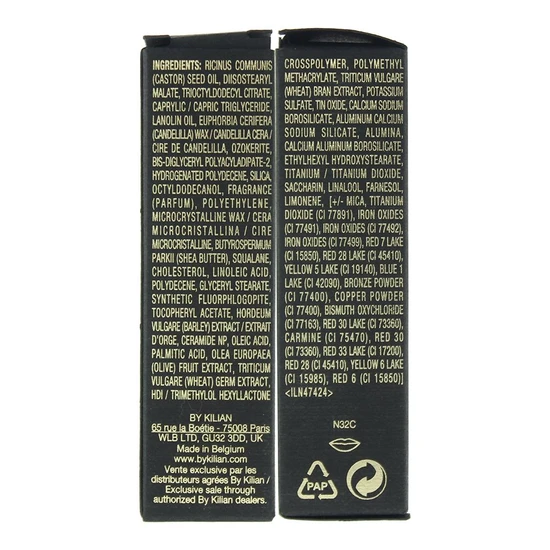 INGREDIENTS: RICINUS COMMUNIS
(CASTOR) SEED OIL, DIISOSTEARYL
MALATE, TRIOCTYLDODECYL CITRATE,
CAPRYLIC / CAPRIC TRIGLYCERIDE,
LANOLIN OIL, EUPHORBIA CERIFERA
(CANDELILLA) WAX / CANDELILLA CERA /
CIRE DE CANDELILLA, OZOKERITE,
BIS-DIGLYCERYL POLYACYLADIPATE-2,
HYDROGENATED POLYDECENE, SILICA,
OCTYLDODECANOL, FRAGRANCE
(PARFUM), POLYETHYLENE,
MICROCRYSTALLINE WAX / CERA
MICROCRISTALLINA / CIRE
MICROCRISTALLINE, BUTYROSPERMUM
PARKII (SHEA BUTTER), SQUALANE,
CHOLESTEROL, LINOLEIC ACID,
POLYDECENE, GLYCERYL STEARATE,
SYNTHETIC FLUORPHLOGOPITE,
TOCOPHERYL ACETATE, HORDEUM
VULGARE (BARLEY) EXTRACT / EXTRAIT
D'ORGE, CERAMIDE NP, OLEIC ACID,
PALMITIC ACID, OLEA EUROPAEA
(OLIVE) FRUIT EXTRACT, TRITICUM
VULGARE (WHEAT) GERM EXTRACT,
HDI / TRIMETHYLOL HEXYLLACTONE
BY KILIAN
65 rue la Boétie - 75008 Paris
WLB LTD, GU32 3DD, UK
Made in Belgium
www.bykilian.com
Vente exclusive par les
distributeurs agréés By Kilian /
Exclusive sale through
authorized By Kilian dealers.
CROSSPOLYMER, POLYMETHYL
METHACRYLATE, TRITICUM VULGARE
(WHEAT) BRAN EXTRACT, POTASSIUM
SULFATE, TIN OXIDE, CALCIUM SODIUM
BOROSILICATE, ALUMINUM CALCIUM
SODIUM SILICATE, ALUMINA,
CALCIUM ALUMINUM BOROSILICATE,
ETHYLHEXYL HYDROXYSTEARATE,
TITANIUM / TITANIUM DIOXIDE,
SACCHARIN, LINALOOL, FARNESOL,
LIMONENE, [+/- MICA, TITANIUM
DIOXIDE (CI 77891), IRON OXIDES (CI
77491), IRON OXIDES (CI 77492),
IRON OXIDES (CI 77499), RED 7 LAKE
(CI 15850), RED 28 LAKE (CI 45410),
YELLOW 5 LAKE (CI 19140), BLUE 1
LAKE (CI 42090), BRONZE POWDER
(CI 77400), COPPER POWDER
(CI 77400), BISMUTH OXYCHLORIDE
(CI 77163), RED 30 LAKE (CI 73360),
CARMINE (CI 75470), RED 30
(CI 73360), RED 33 LAKE (CI 17200),
RED 28 (CI 45410), YELLOW 6 LAKE
(CI 15985), RED 6 (CI 15850)]
<ILN47424>
N32C
PAP